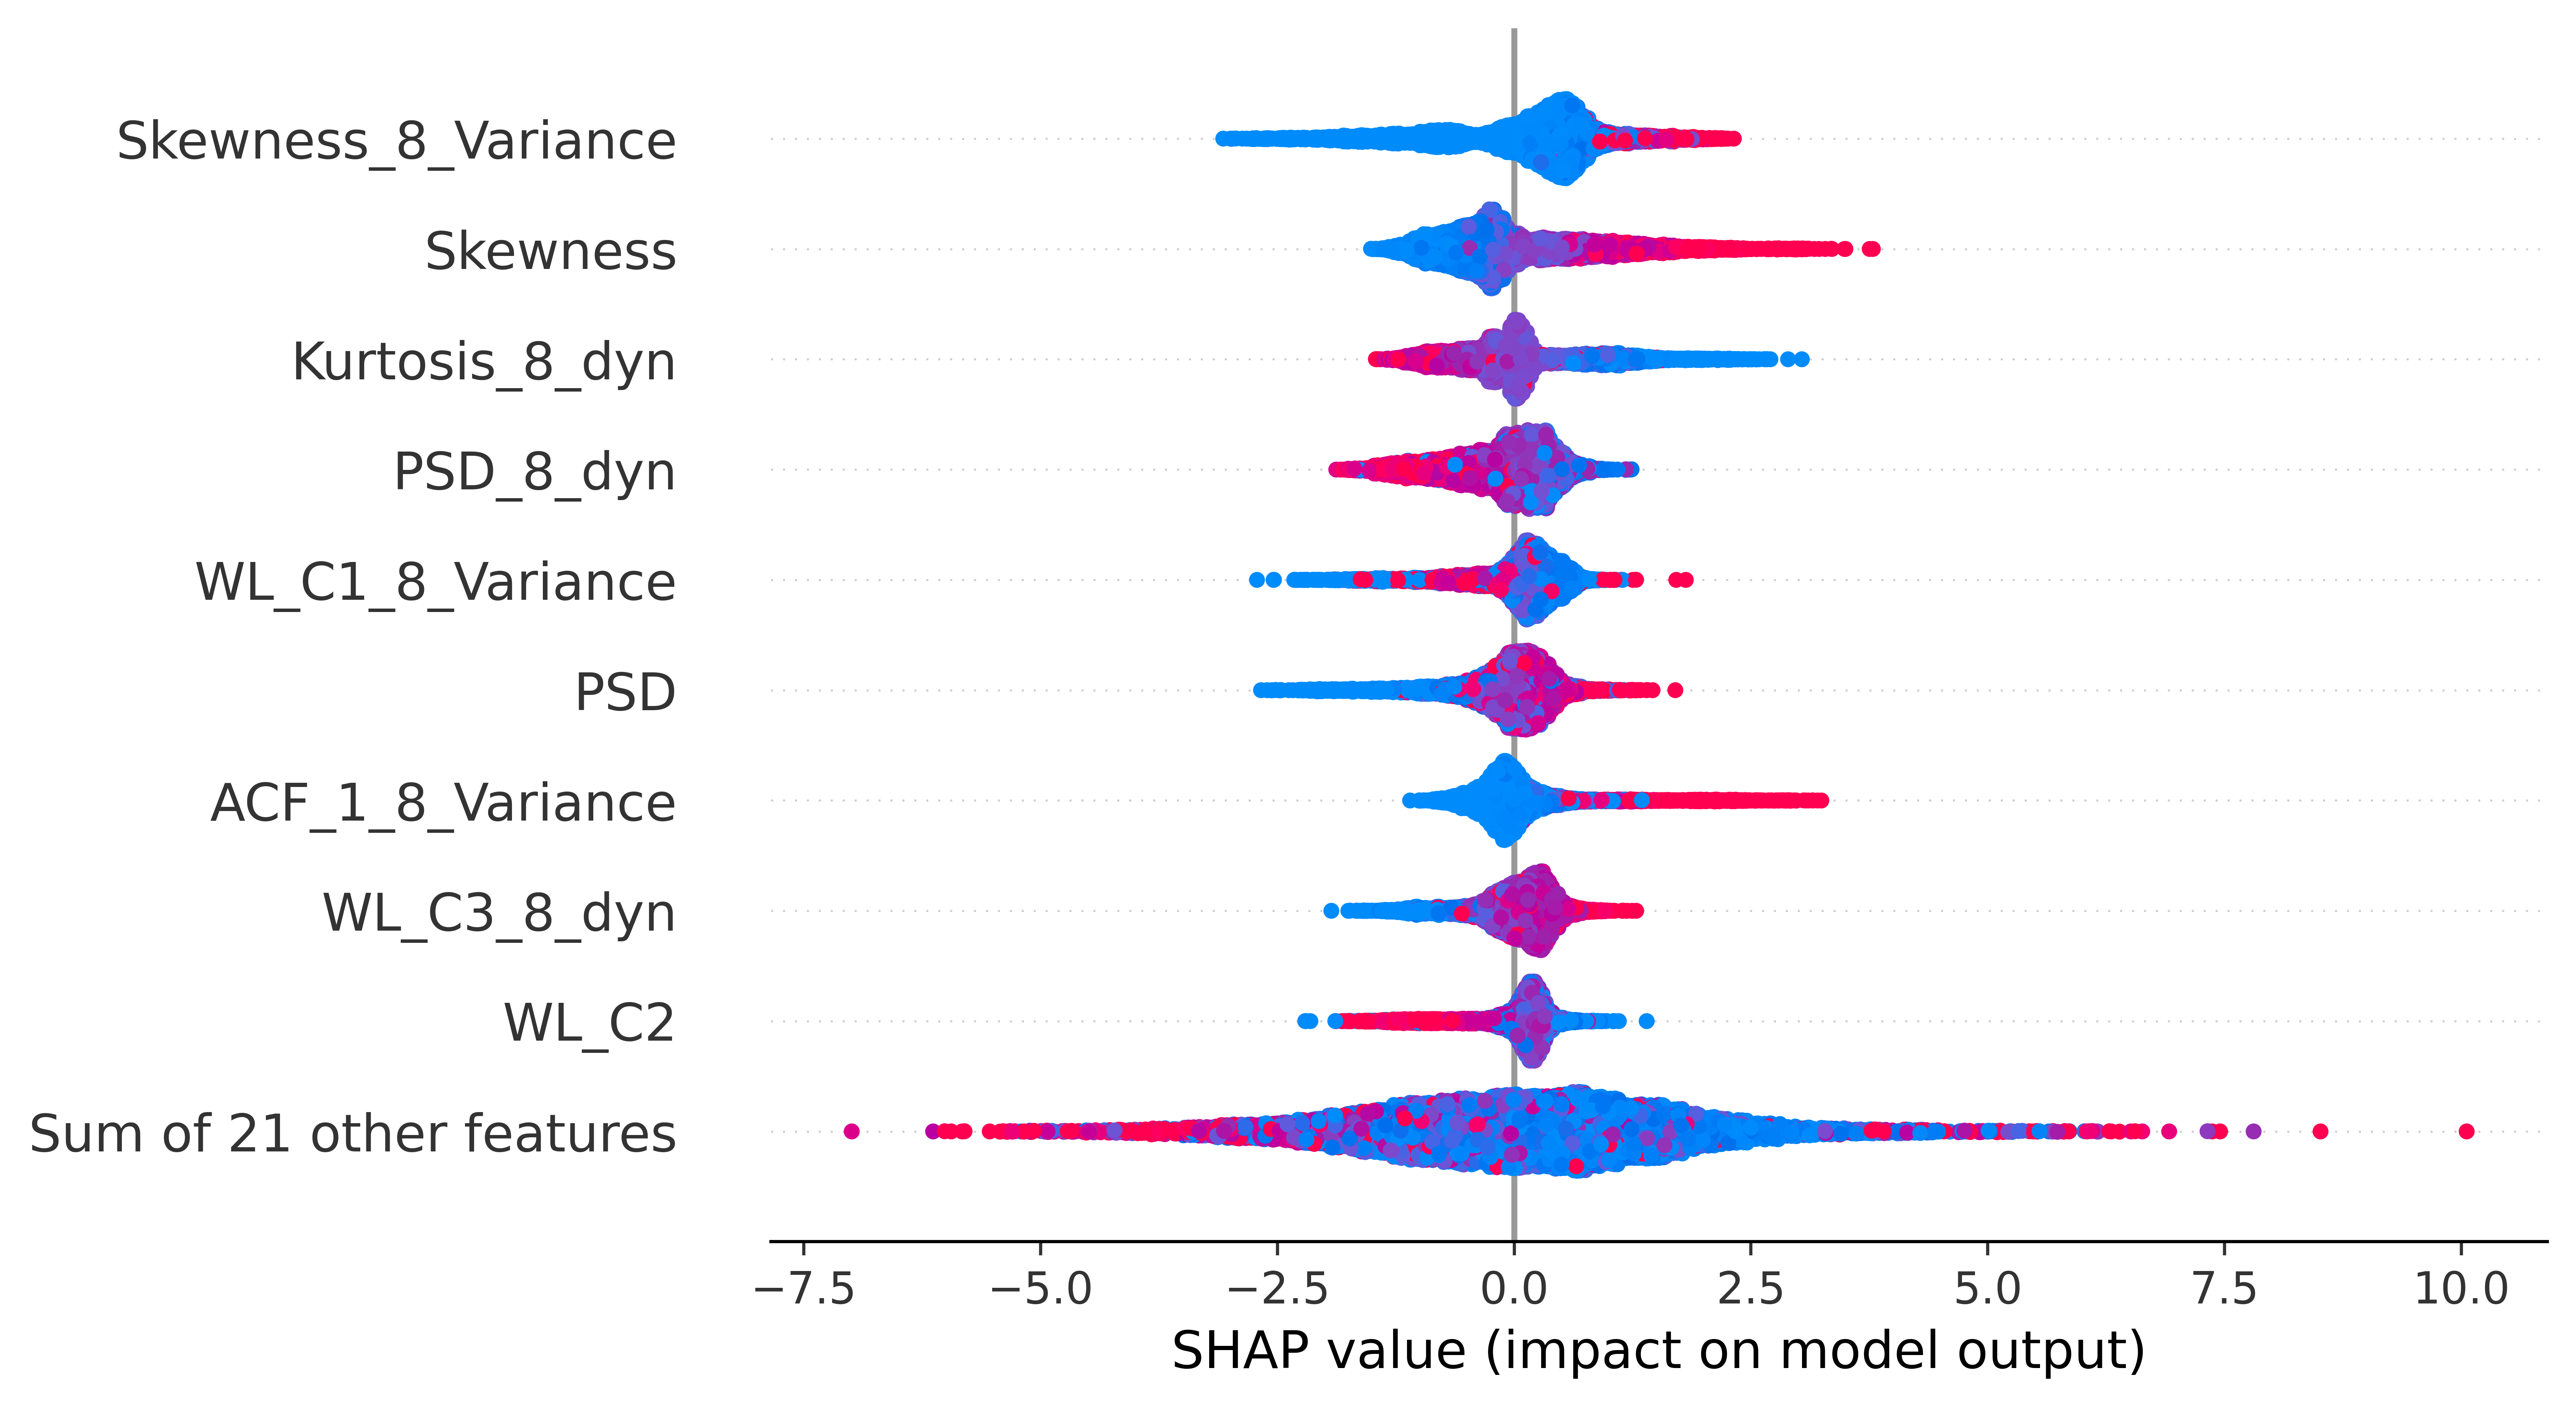 Skewness_8_Variance
Skewness
Kurtosis_8_dyn
PSD_8_dyn
WL_C1_8_Variance
PSD
ACF_1_8_Variance
WL_C3_8_dyn
WL_C2
Sum of 21 other features
−7.5 −5.0 −2.5 0.0 2.5 5.0 7.5 10.0
SHAP value (impact on model output)